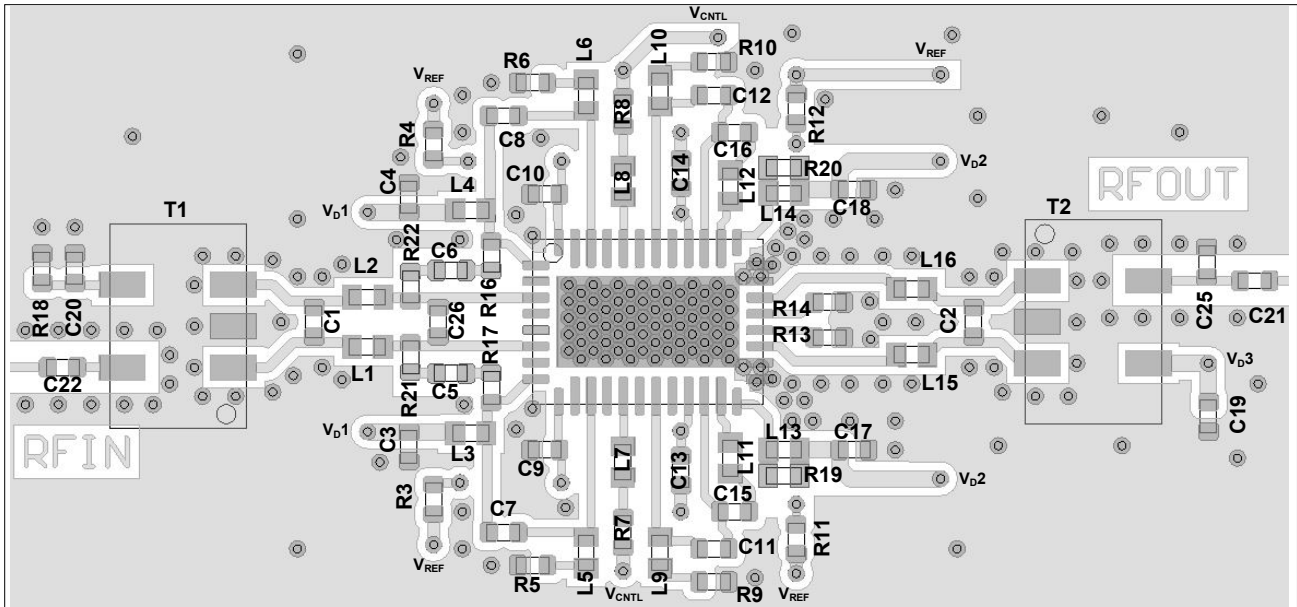 VCNTL
L6
L10
R10
R6
VREF
VREF
C12
R8
R12
R4
C8
C16
C14
C10
L8
L12
R20
VD2
C4
L4
L14
C18
RFOUT
VD1
T1
T2
R22
C6
R16
L2
L16
R18
C20
C1
C26
R14
R13
C2
C25
C21
R17
C22
L1
R21
C5
L15
VD3
C19
VD1
C3
L3
RFIN
C9
L7
C13
L11
L13
C17
R19
VD2
R3
C7
C15
R7
R11
C11
VREF
R5
L5
VCNTL
L9
R9
VREF